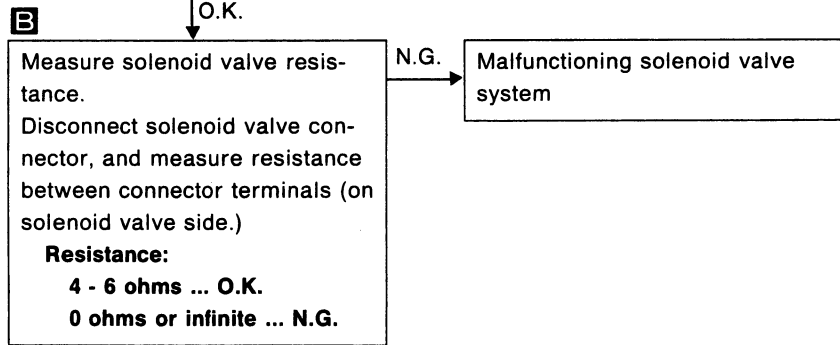 O.K.
B
Measure solenoid valve resis-
tance.
Disconnect solenoid valve con-
nector, and measure resistance
between connector terminals (on
solenoid valve side.)
Resistance:
4 - 6 ohms ... O.K.
0 ohms or infinite ... N.G.
N.G.
Malfunctioning solenoid valve
system